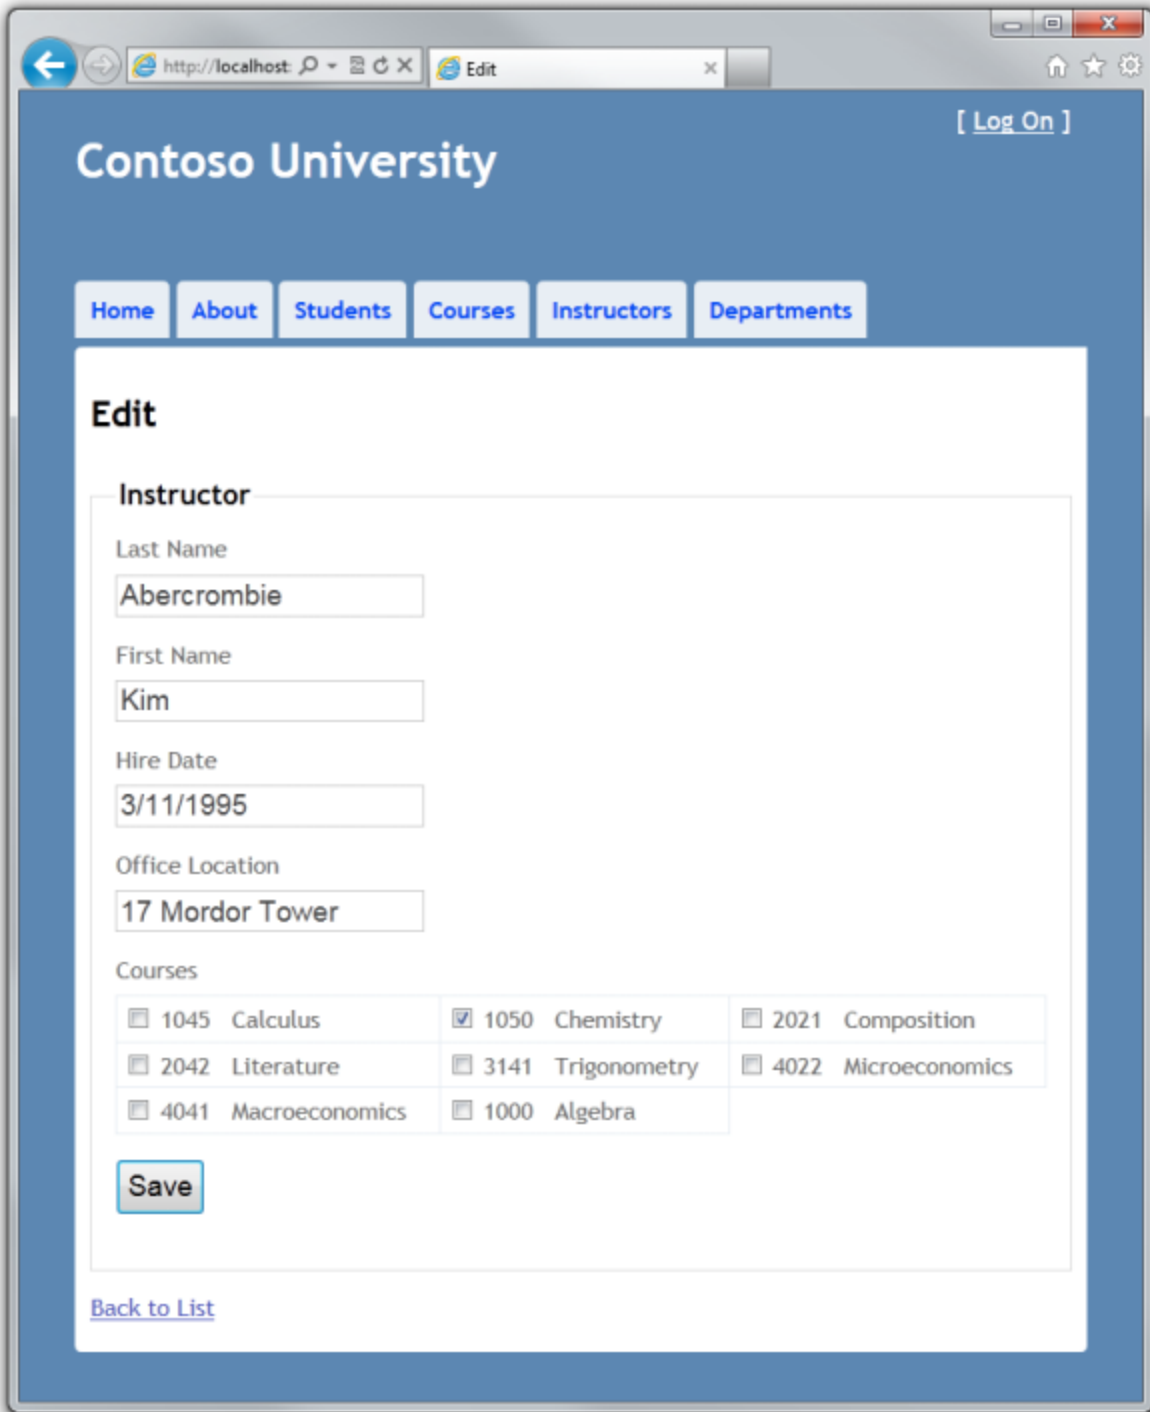 http://localhost:
Edit
[ Log On ]
Contoso University
Home About Students Courses Instructors Departments
Edit
Instructor
Last Name
Abercrombie
First Name
Kim
Hire Date
3/11/1995
Office Location
17 Mordor Tower
Courses
1045 Calculus 1050 Chemistry 2021 Composition
2042 Literature 3141 Trigonometry 4022 Microeconomics
4041 Macroeconomics 1000 Algebra
Save
Back to List